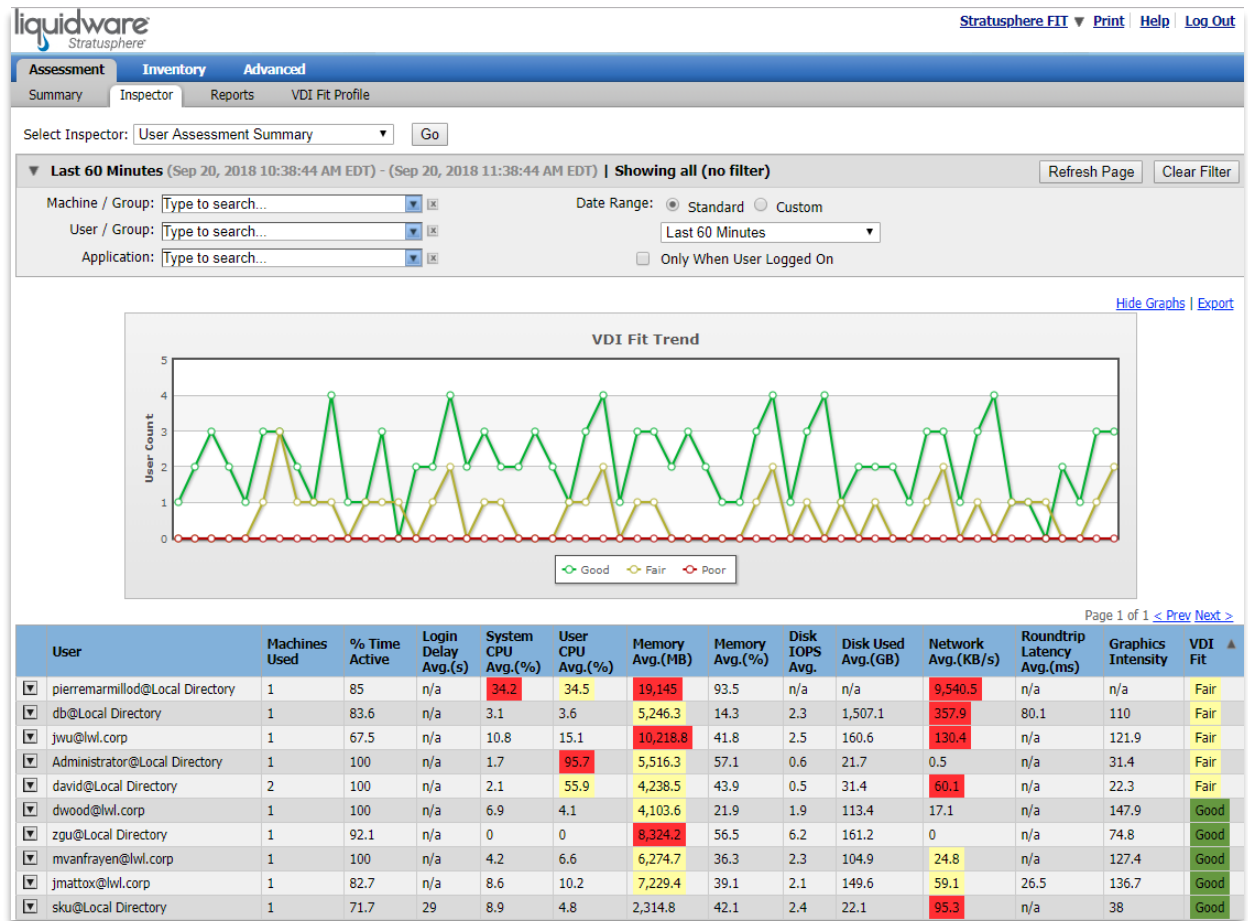 liquidware
Stratusphere
Stratusphere FIT ▼ Print Help Log Out
Assessment Inventory Advanced
Summary Inspector Reports VDI Fit Profile
Select Inspector: User Assessment Summary Go
Last 60 Minutes (Sep 20, 2018 10:38:44 AM EDT) - (Sep 20, 2018 11:38:44 AM EDT) | Showing all (no filter) Refresh Page Clear Filter
Machine / Group: Type to search... Date Range: Standard Custom
User / Group: Type to search... Last 60 Minutes
Application: Type to search... Only When User Logged On
Hide Graphs | Export
VDI Fit Trend
5
4
3
2
1
0
User Count
Good Fair Poor
Page 1 of 1 < Prev Next >
User Machines Used % Time Active Login Delay Avg.(s) System CPU Avg.(%) User CPU Avg.(%) Memory Avg.(MB) Memory Avg.(%) Disk IOPS Avg. Disk Used Avg.(GB) Network Avg.(KB/s) Roundtrip Latency Avg.(ms) Graphics Intensity VDI Fit
pierremarmillod@Local Directory 1 85 n/a 34.2 34.5 19,145 93.5 n/a n/a 9,540.5 n/a n/a Fair
db@Local Directory 1 83.6 n/a 3.1 3.6 5,246.3 14.3 2.3 1,507.1 357.9 80.1 110 Fair
jwu@lwl.corp 1 67.5 n/a 10.8 15.1 10,218.8 41.8 2.5 160.6 130.4 n/a 121.9 Fair
Administrator@Local Directory 1 100 n/a 1.7 95.7 5,516.3 57.1 0.6 21.7 0.5 n/a 31.4 Fair
david@Local Directory 2 100 n/a 2.1 55.9 4,238.5 43.9 0.5 31.4 60.1 n/a 22.3 Fair
dwood@lwl.corp 1 100 n/a 6.9 4.1 4,103.6 21.9 1.9 113.4 17.1 n/a 147.9 Good
zgu@Local Directory 1 92.1 n/a 0 0 8,324.2 56.5 6.2 161.2 0 n/a 74.8 Good
mvanfrayen@lwl.corp 1 100 n/a 4.2 6.6 6,274.7 36.3 2.3 104.9 24.8 n/a 127.4 Good
jmattox@lwl.corp 1 82.7 n/a 8.6 10.2 7,229.4 39.1 2.1 149.6 59.1 26.5 136.7 Good
sku@Local Directory 1 71.7 29 8.9 4.8 2,314.8 42.1 2.4 22.1 95.3 n/a 38 Good